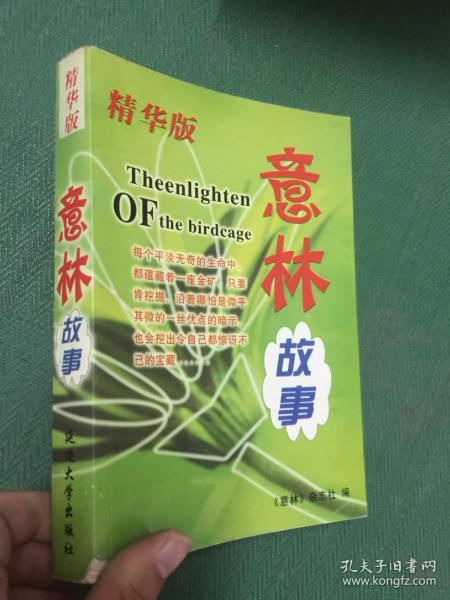 精华版
意林
故事
延边大学出版社
精华版
Theenlighten
OF the birdcage
每个平淡无奇的生命中，
都蕴藏着一座金矿，只要
肯挖掘，沿着哪怕是微乎
其微的一丝优点的暗示，
也会挖出令自己都惊讶不
已的宝藏……
意林
故事
《意林》杂志社 编
孔夫子旧书网
www.kongfz.com